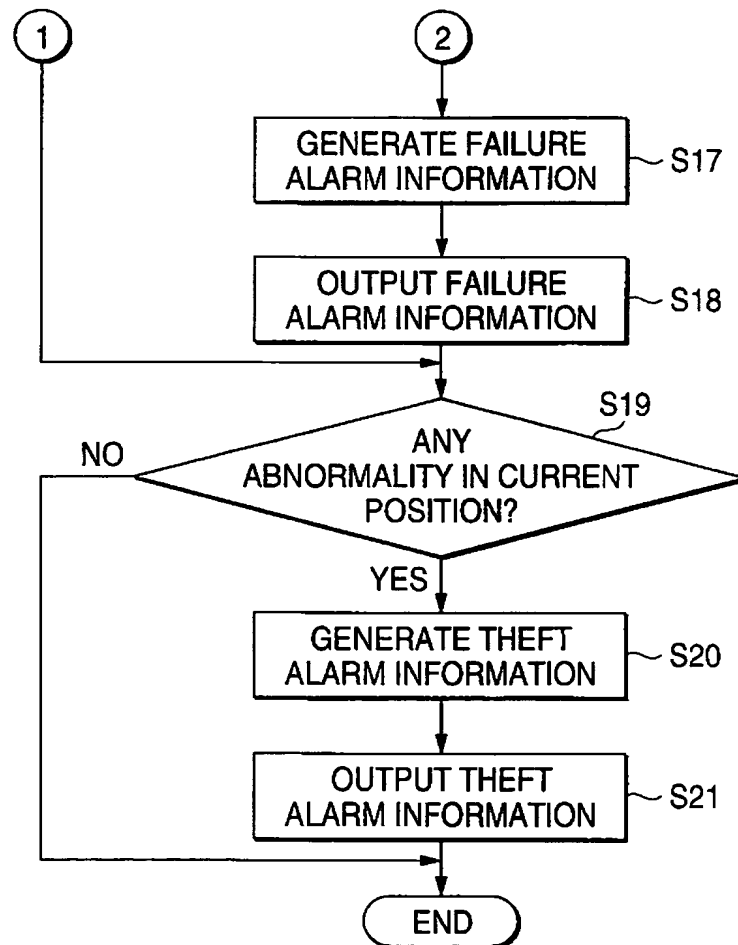 1
2
GENERATE FAILURE
ALARM INFORMATION
S17
OUTPUT FAILURE
ALARM INFORMATION
S18
S19
ANY
ABNORMALITY IN CURRENT
POSITION?
NO
YES
GENERATE THEFT
ALARM INFORMATION
S20
OUTPUT THEFT
ALARM INFORMATION
S21
END